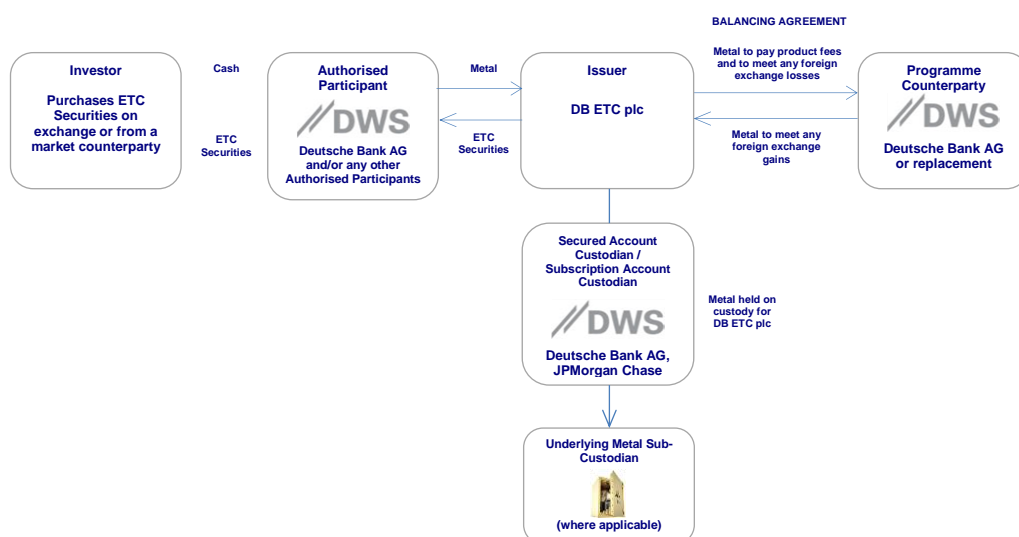 BALANCING AGREEMENT
Investor
Purchases ETC
Securities on
exchange or from a
market counterparty
Cash
ETC
Securities
Authorised
Participant
DWS
Deutsche Bank AG
and/or any other
Authorised Participants
Metal
ETC
Securities
Issuer
DB ETC plc
Metal to pay product fees
and to meet any foreign
exchange losses
Metal to meet any
foreign exchange
gains
Programme
Counterparty
DWS
Deutsche Bank AG
or replacement
Secured Account
Custodian /
Subscription Account
Custodian
DWS
Deutsche Bank AG,
JPMorgan Chase
Metal held on
custody for
DB ETC plc
Underlying Metal Sub-
Custodian
(where applicable)